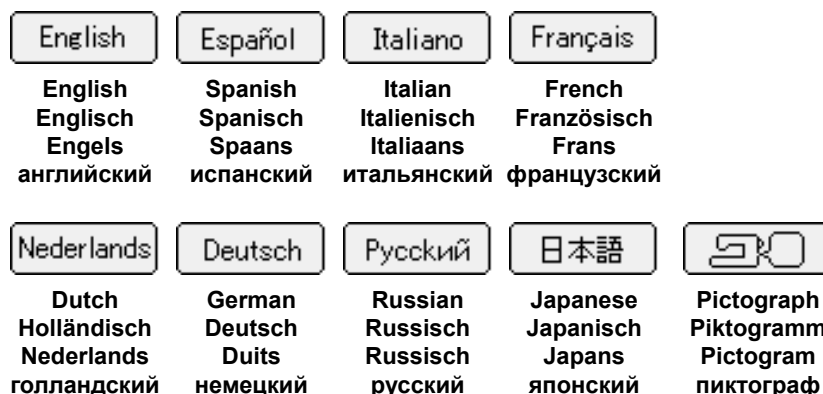 English Español Italiano Français
English Spanish Italian French
Englisch Spanisch Italienisch Französisch
Engels Spaans Italiaans Frans
английский испанский итальянский французский
Nederlands Deutsch Русский 日本語
Dutch German Russian Japanese Pictograph
Holländisch Deutsch Russisch Japanisch Piktogramm
Nederlands Duits Russisch Japans Pictogram
голландский немецкий русский японский пиктограф